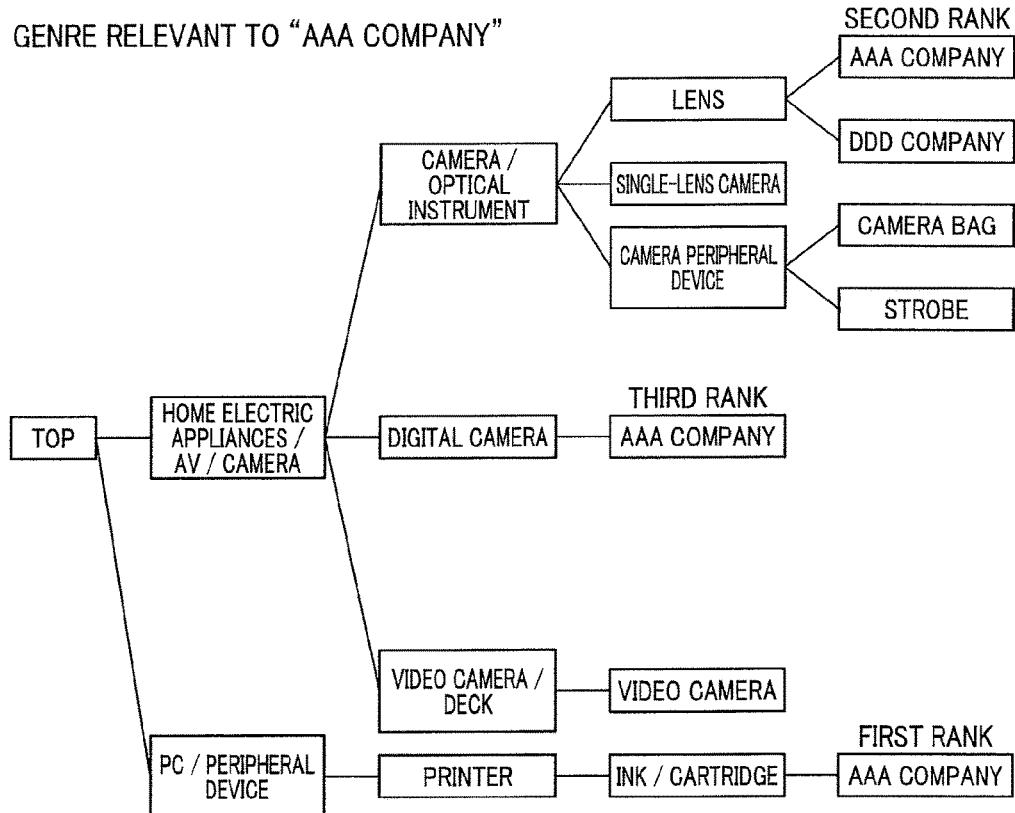 GENRE RELEVANT TO “AAA COMPANY”
SECOND RANK
AAA COMPANY
LENS
DDD COMPANY
CAMERA /
OPTICAL
INSTRUMENT
SINGLE-LENS CAMERA
CAMERA BAG
CAMERA PERIPHERAL
DEVICE
STROBE
THIRD RANK
TOP
HOME ELECTRIC
APPLIANCES /
AV / CAMERA
DIGITAL CAMERA
AAA COMPANY
VIDEO CAMERA /
DECK
VIDEO CAMERA
FIRST RANK
PC / PERIPHERAL
DEVICE
PRINTER
INK / CARTRIDGE
AAA COMPANY